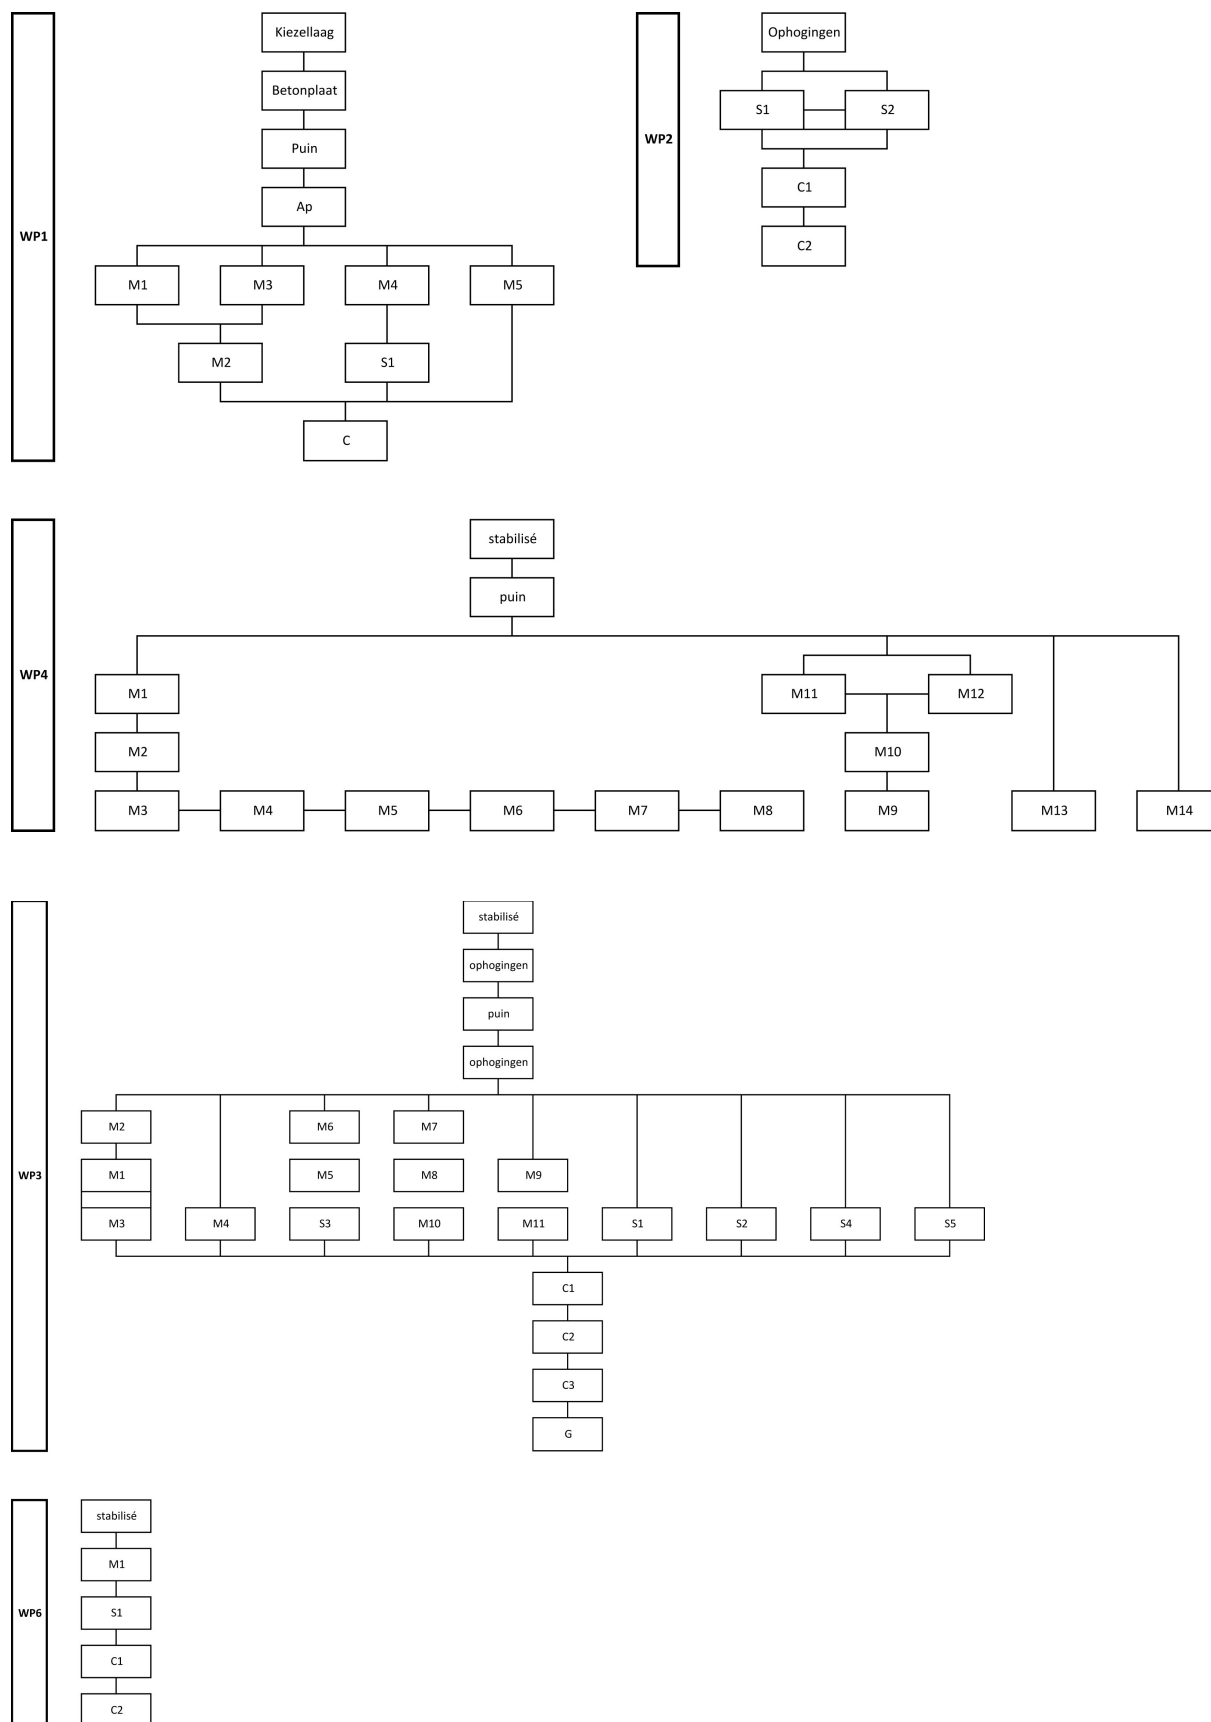 WP1
Kiezellaag
Betonplaat
Puin
Ap
M1 M3 M4 M5
M2 S1
C
WP2
Ophogingen
S1 S2
C1
C2
WP4
stabilisé
puin
M1 M11 M12
M2 M10
M3 M4 M5 M6 M7 M8 M9 M13 M14
WP3
stabilisé
ophogingen
puin
ophogingen
M2 M6 M7
M1 M5 M8 M9
M3 M4 S3 M10 M11 S1 S2 S4 S5
C1
C2
C3
G
WP6
stabilisé
M1
S1
C1
C2